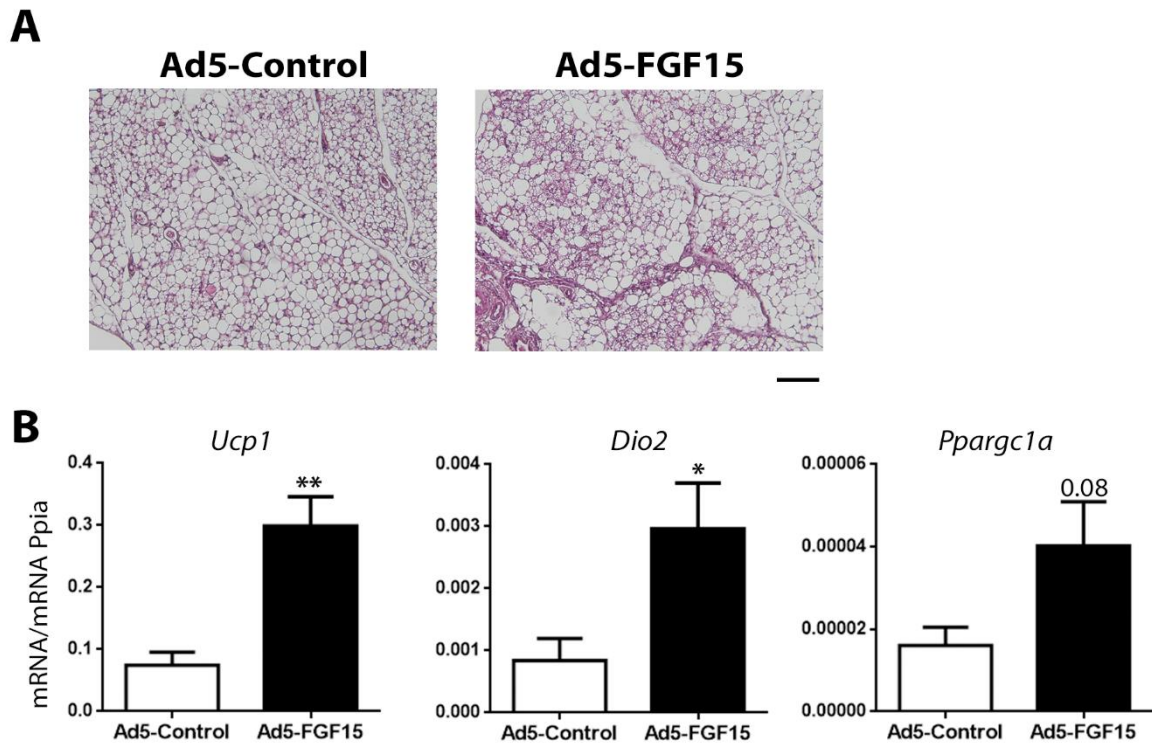 A
Ad5-Control Ad5-FGF15
B
Ucp1 Dio2 Ppargc1a
mRNA/mRNA Ppia
0.4
0.3
0.2
0.1
0.0
**
Ad5-Control Ad5-FGF15
0.004
0.003
0.002
0.001
0.000
*
Ad5-Control Ad5-FGF15
0.00006
0.00004
0.00002
0.00000
0.08
Ad5-Control Ad5-FGF15